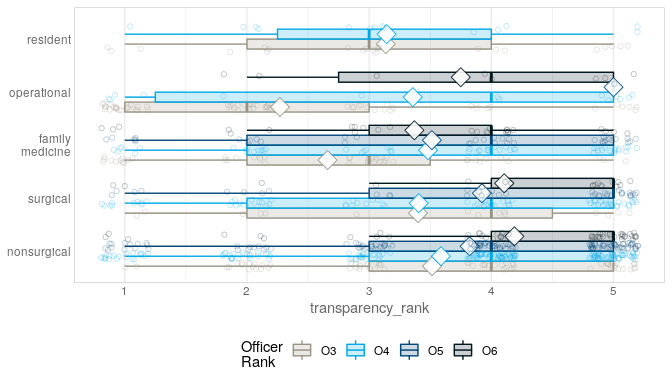 resident
operational
family
medicine
surgical
nonsurgical
1 2 3 4 5
transparency_rank
Officer
Rank
O3 O4 O5 O6